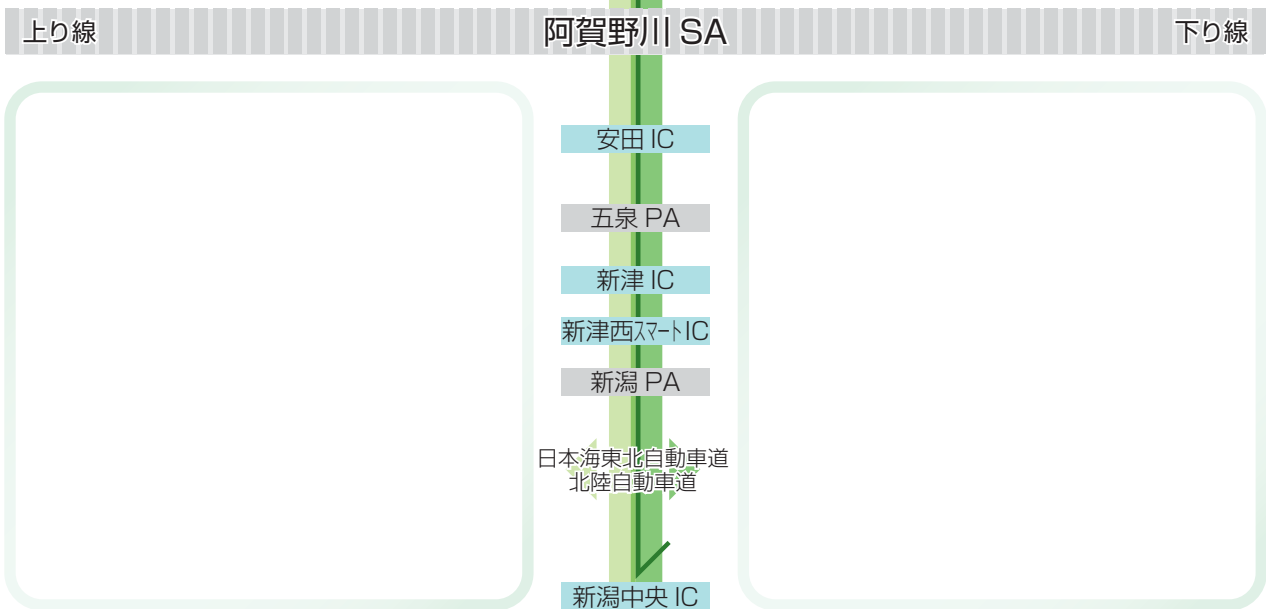 上り線
阿賀野川 SA
下り線
安田 IC
五泉 PA
新津 IC
新津西ｽﾏｰﾄIC
新潟 PA
日本海東北自動車道
北陸自動車道
新潟中央 IC